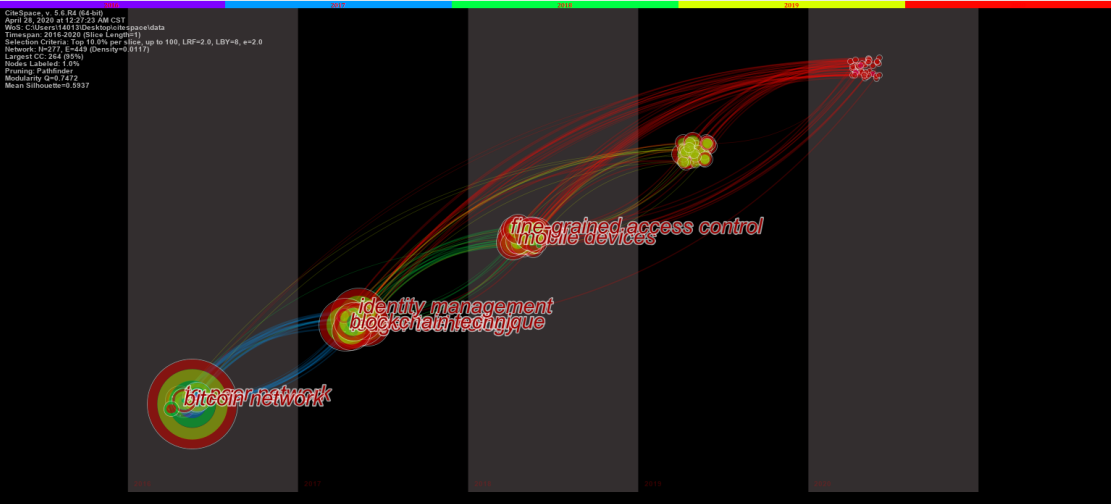 2017
2018
2019
CiteSpace, v. 5.6.R4 (64-bit)
April 28, 2020 at 12:27:23 AM CST
WoS: C:\Users\14013\Desktop\citespace\data
Timespan: 2016-2020 (Slice Length=1)
Selection Criteria: Top 10.0% per slice, up to 100, LRF=2.0, LBY=8, e=2.0
Network: N=277, E=449 (Density=0.0117)
Largest CC: 264 (95%)
Nodes Labeled: 1.0%
Pruning: Pathfinder
Modularity Q=0.7472
Mean Silhouette=0.5937
fine-grained access control
mobile devices
identity management
blockchain technique
network
bitcoin network